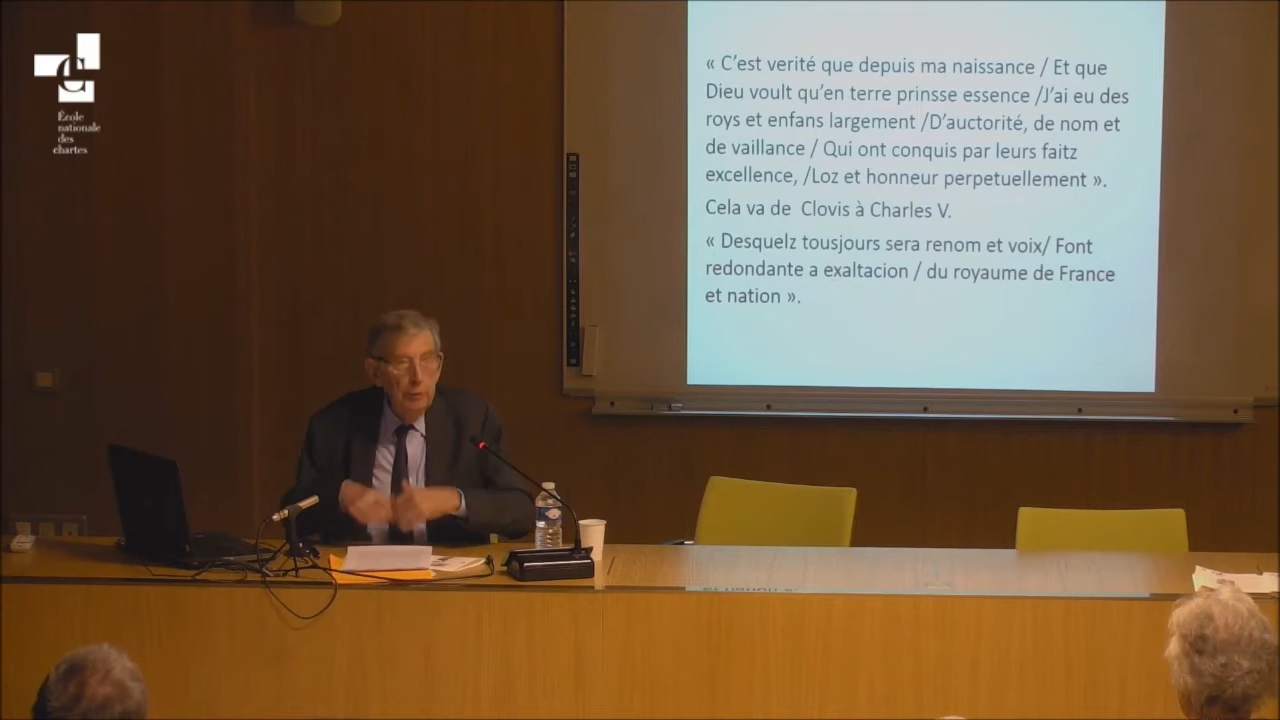 École
nationale
des
chartes
« C’est verité que depuis ma naissance / Et que
Dieu voult qu’en terre prinsse essence /J’ai eu des
roys et enfans largement /D’auctorité, de nom et
de vaillance / Qui ont conquis par leurs faitz
excellence, /Loz et honneur perpetuellement ».
Cela va de Clovis à Charles V.
« Desquelz tousjours sera renom et voix/ Font
redondante a exaltacion / du royaume de France
et nation ».